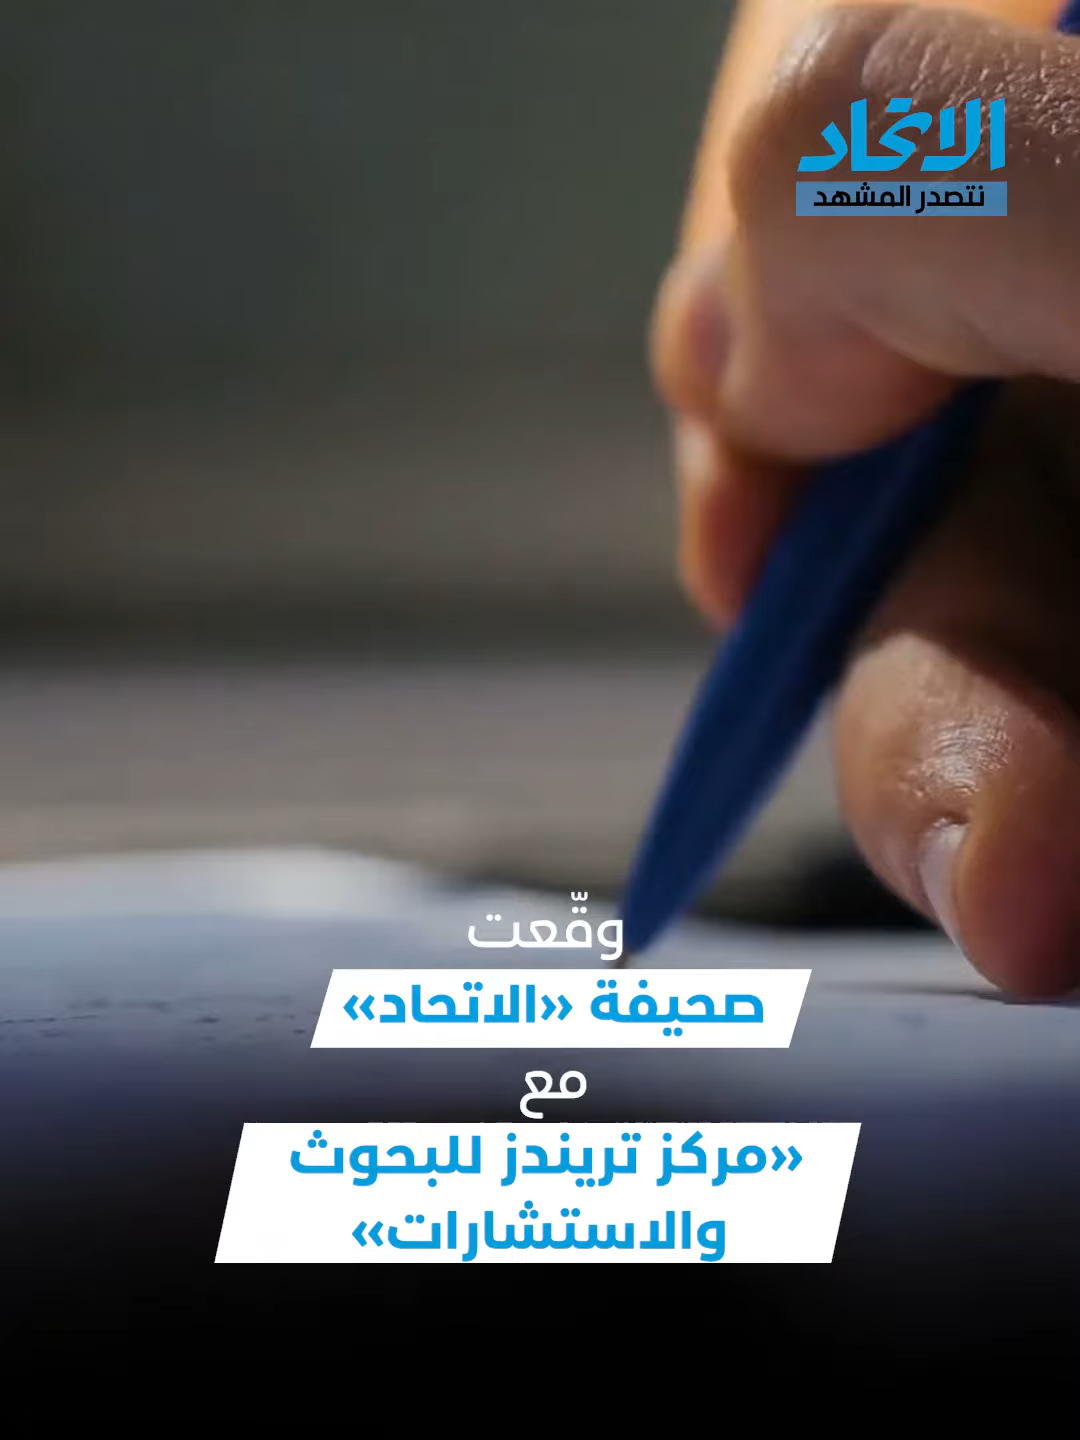 الاتحاد
نتصدر المشهد
وقّعت
صحيفة «الاتحاد»
مع
«مركز تريندز للبحوث
والاستشارات»